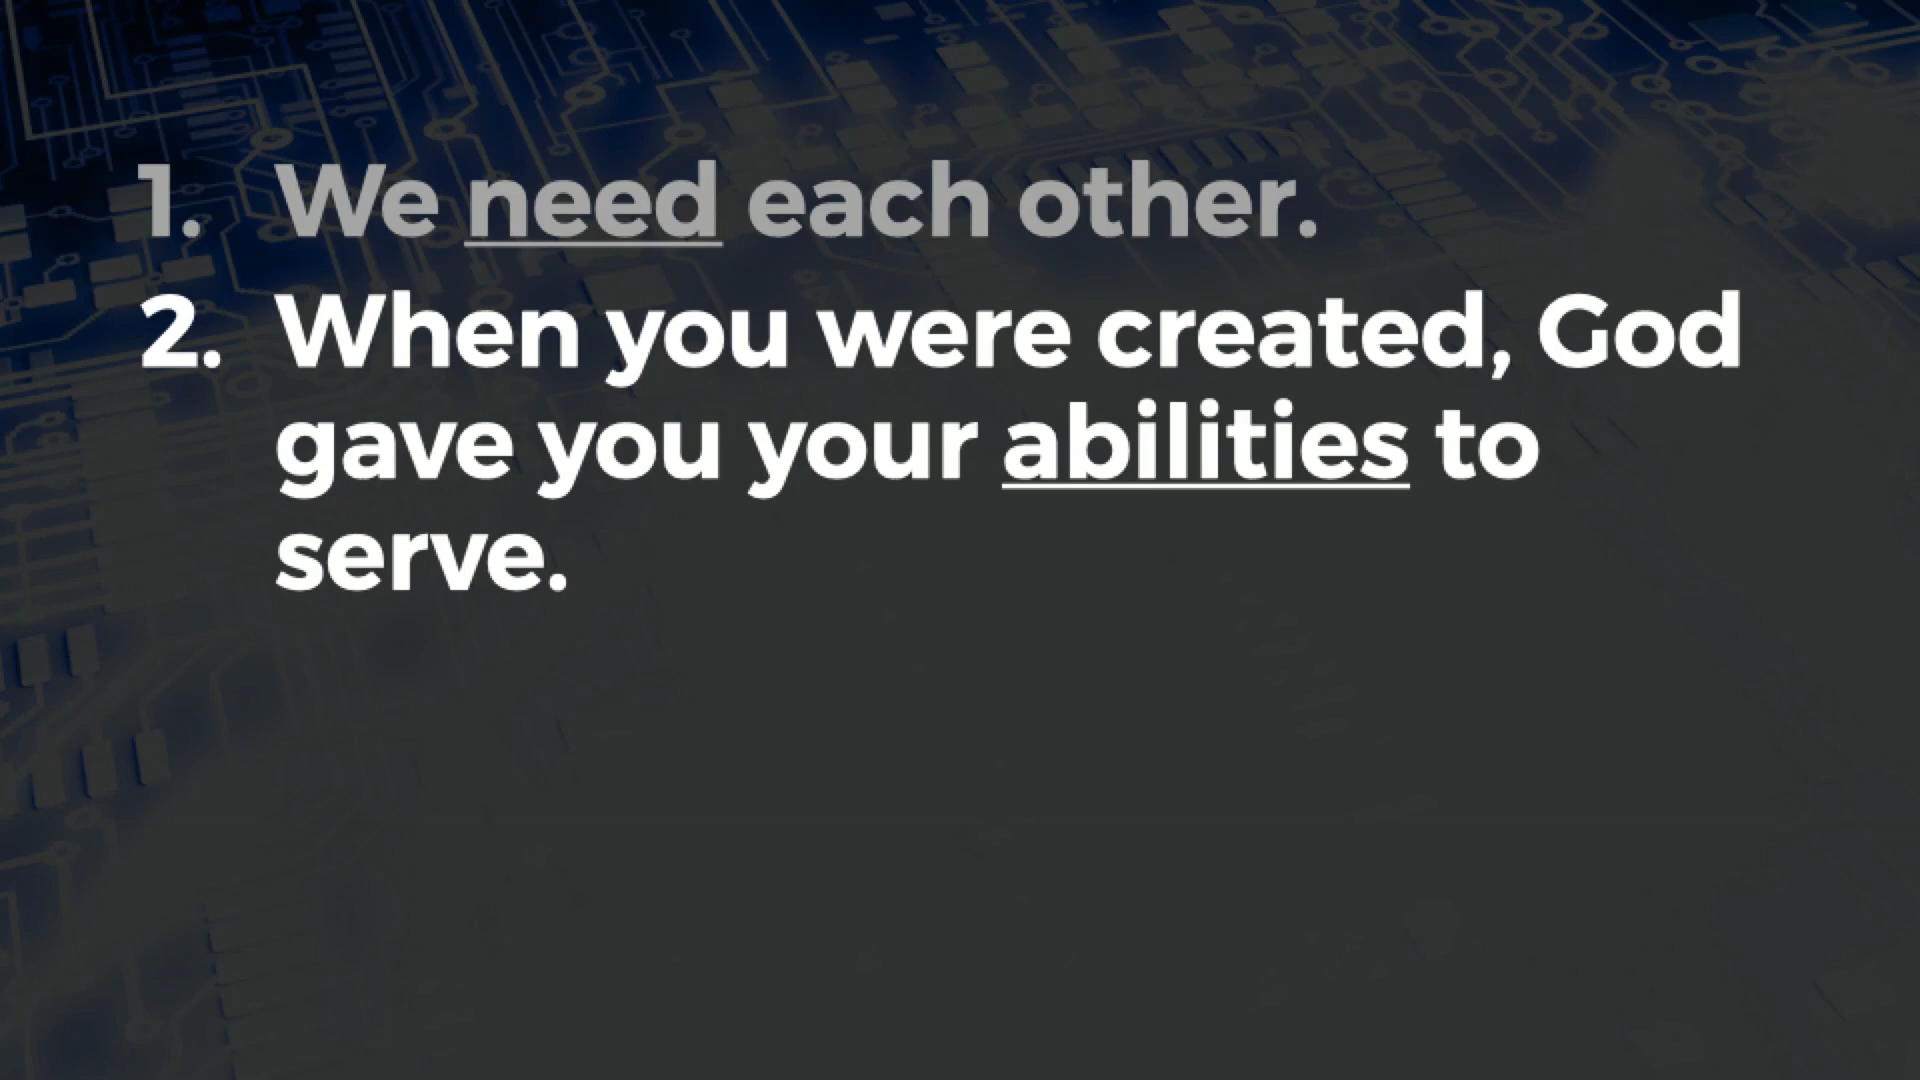 1. We need each other.
2. When you were created, God
gave you your abilities to
serve.